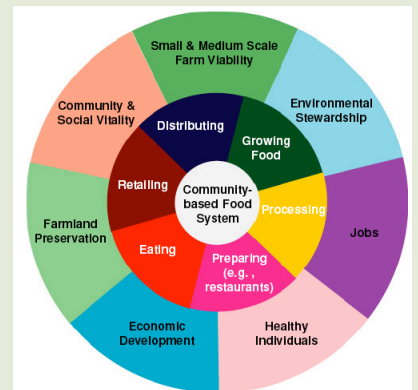 Small & Medium Scale
Farm Viability
Environmental
Stewardship
Jobs
Healthy
Individuals
Economic
Development
Farmland
Preservation
Community &
Social Vitality
Distributing
Growing
Food
Processing
Preparing
(e.g. ,
restaurants)
Eating
Retailing
Community-
based Food
System